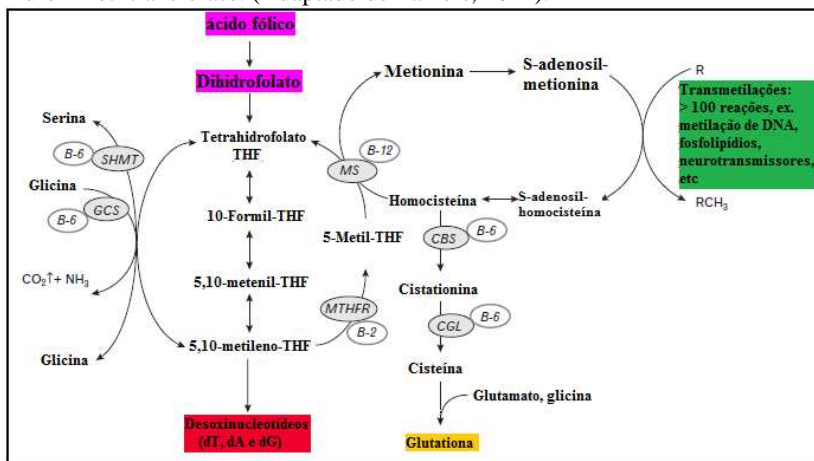 ácido fólico
Dihidrofolato
Tetrahidrofolato
THF
10-Formil-THF
5,10-metenil-THF
5,10-metileno-THF
Desoxinucleotídeos
(dT, dA e dG)
Serina
B-6
SHMT
Glicina
B-6
GCS
CO₂↑+ NH₃
Glicina
Metionina
S-adenosil-
metionina
B-12
MS
Homocisteína
S-adenosil-
homocisteína
5-Metil-THF
MTHFR
B-2
CBS
B-6
Cistationina
CGL
B-6
Cisteína
Glutamato, glicina
Glutationa
R
Transmetilações:
> 100 reações, ex.
metilação de DNA,
fosfolipídios,
neurotransmissores,
etc
RCH₃